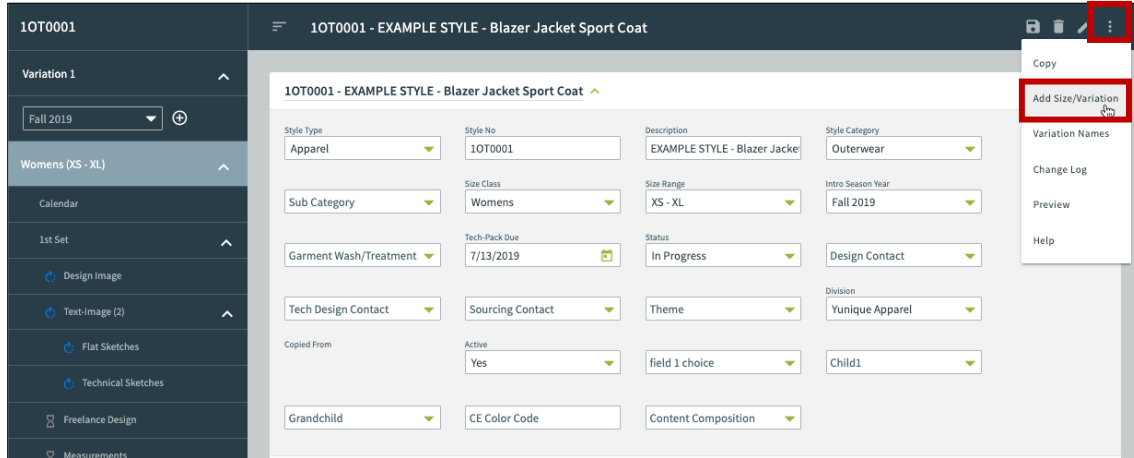 1OT0001
1OT0001 - EXAMPLE STYLE - Blazer Jacket Sport Coat
Variation 1
Fall 2019
Womens (XS - XL)
Calendar
1st Set
Design Image
Text-Image (2)
Flat Sketches
Technical Sketches
Freelance Design
Measurements
1OT0001 - EXAMPLE STYLE - Blazer Jacket Sport Coat
Style Type
Apparel
Style No
1OT0001
Description
EXAMPLE STYLE - Blazer Jacke
Style Category
Outerwear
Sub Category
Size Class
Womens
Size Range
XS - XL
Intro Season Year
Fall 2019
Garment Wash/Treatment
Tech-Pack Due
7/13/2019
Status
In Progress
Design Contact
Tech Design Contact
Sourcing Contact
Theme
Division
Yunique Apparel
Copied From
Active
Yes
field 1 choice
Child1
Grandchild
CE Color Code
Content Composition
Copy
Add Size/Variation
Variation Names
Change Log
Preview
Help